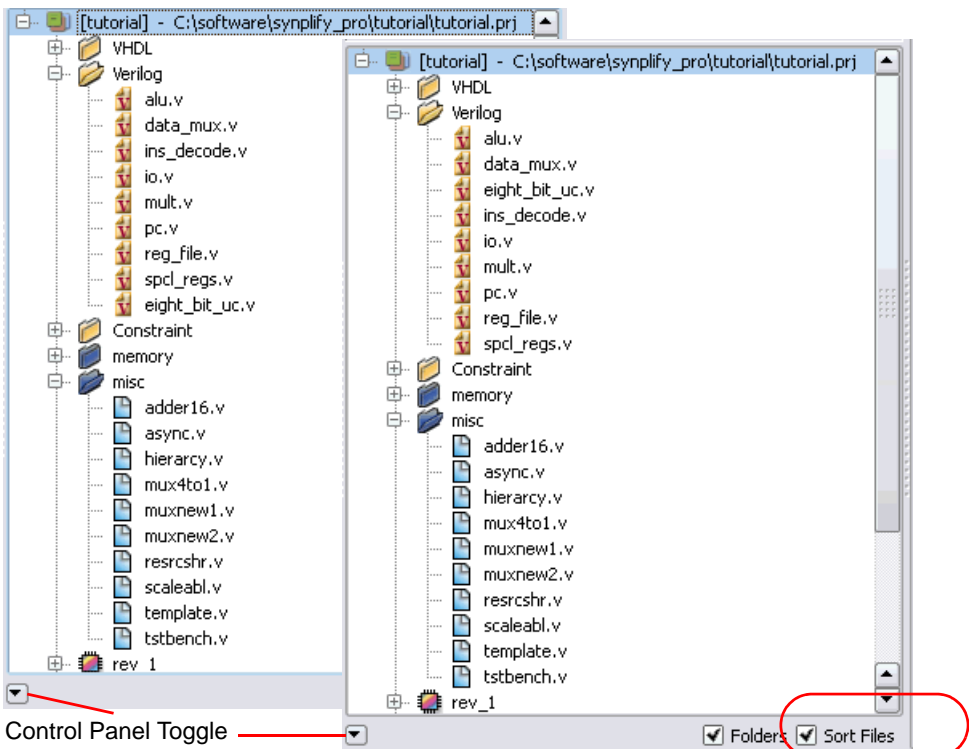 [tutorial] - C:\software\synplify_pro\tutorial\tutorial.prj
VHDL
Verilog
alu.v
data_mux.v
ins_decode.v
io.v
mult.v
pc.v
reg_file.v
spcl_regs.v
eight_bit_uc.v
Constraint
memory
misc
adder16.v
async.v
hierarcy.v
mux4to1.v
muxnew1.v
muxnew2.v
resrcshr.v
scaleabl.v
template.v
tstbench.v
rev_1
Control Panel Toggle
[tutorial] - C:\software\synplify_pro\tutorial\tutorial.prj
VHDL
Verilog
alu.v
data_mux.v
eight_bit_uc.v
ins_decode.v
io.v
mult.v
pc.v
reg_file.v
spcl_regs.v
Constraint
memory
misc
adder16.v
async.v
hierarcy.v
mux4to1.v
muxnew1.v
muxnew2.v
resrcshr.v
scaleabl.v
template.v
tstbench.v
rev_1
Folders Sort Files